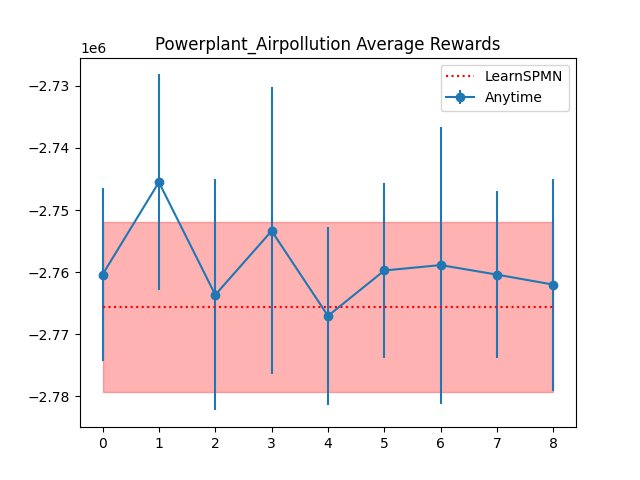 Powerplant_Airpollution Average Rewards
1e6
LearnSPMN
Anytime
−2.73
−2.74
−2.75
−2.76
−2.77
−2.78
0 1 2 3 4 5 6 7 8